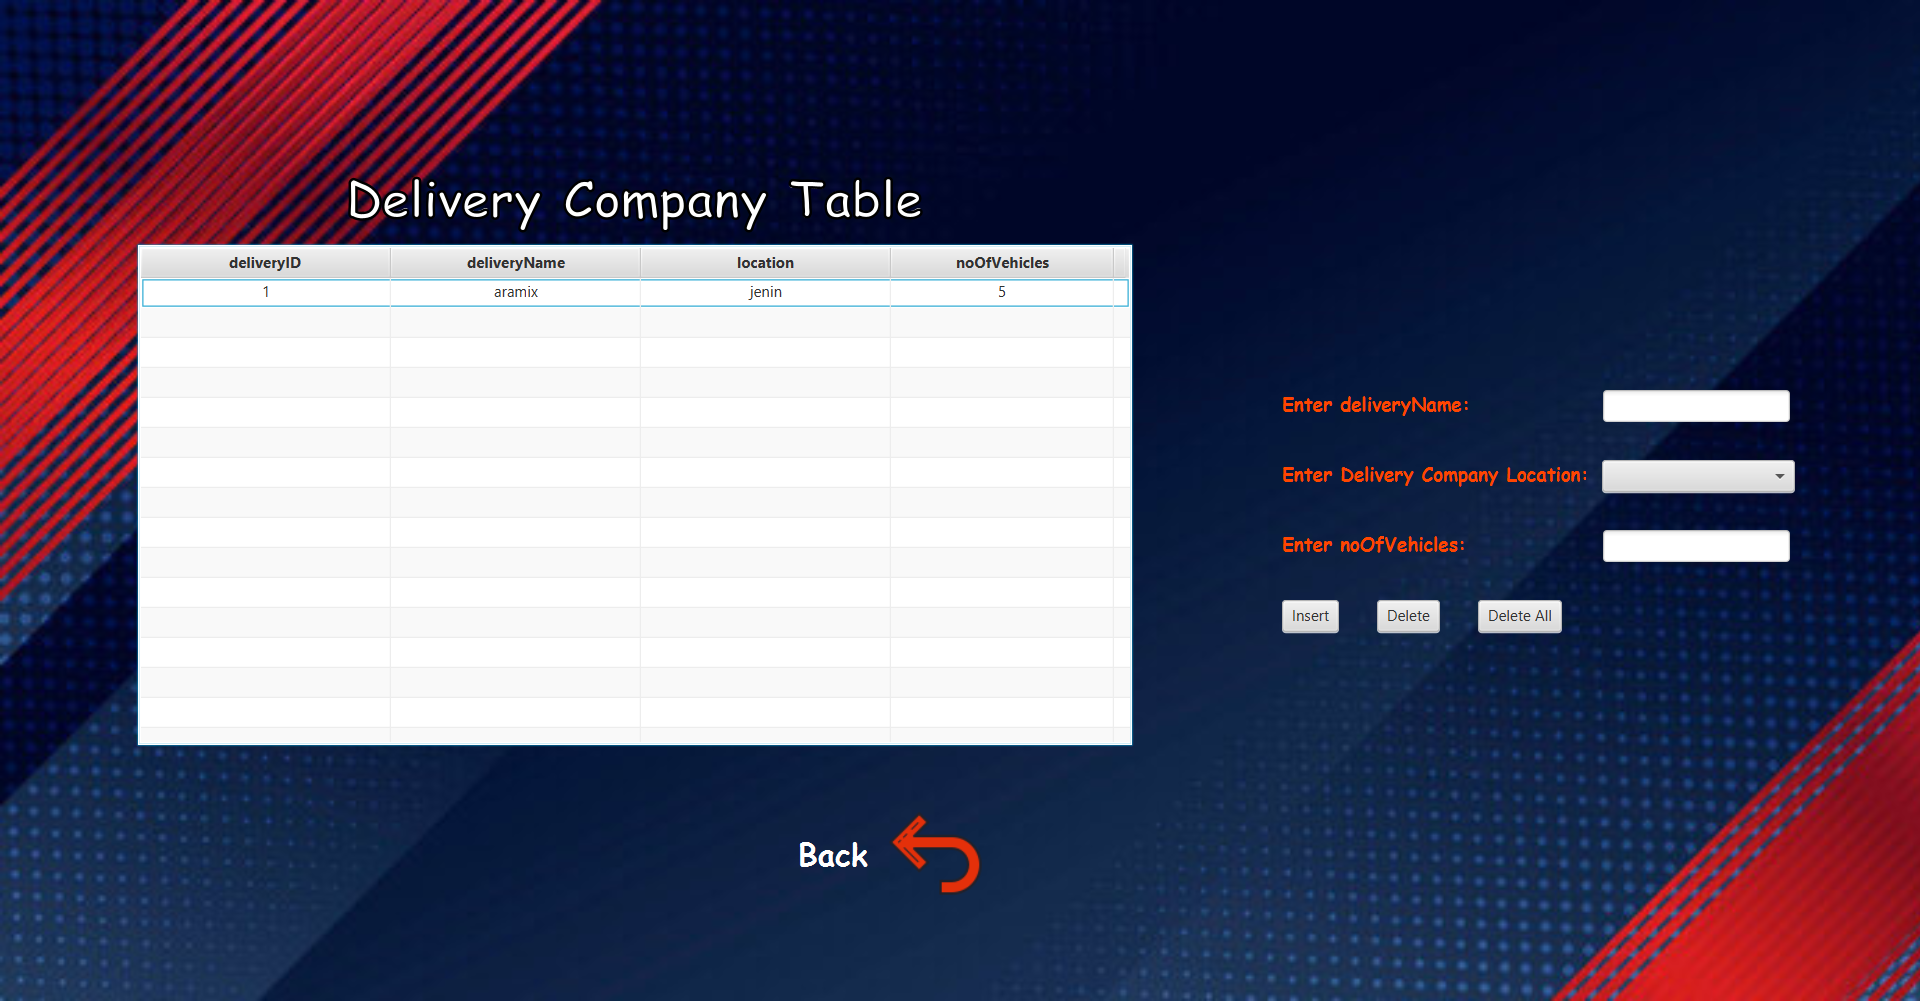 Delivery Company Table
deliveryID deliveryName location noOfVehicles
1 aramix jenin 5
Enter deliveryName:
Enter Delivery Company Location:
Enter noOfVehicles:
Insert Delete Delete All
Back